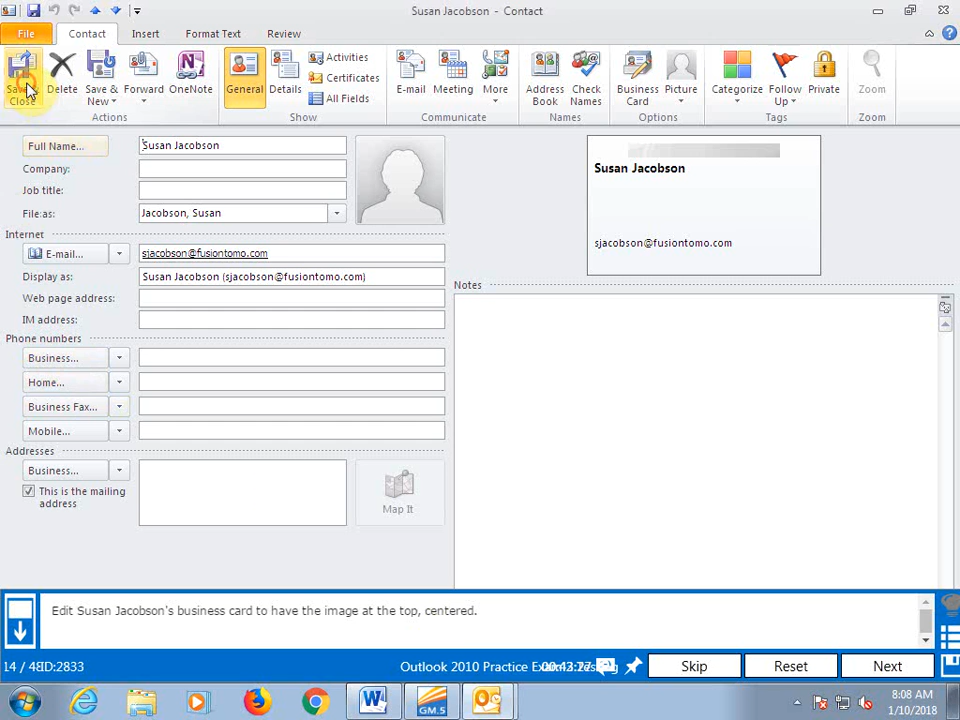 Susan Jacobson - Contact
File Contact Insert Format Text Review
Save & Close
Delete
Save & New
Forward
OneNote
General
Details
Activities
Certificates
All Fields
E-mail
Meeting
More
Address Book
Check Names
Business Card
Picture
Categorize
Follow Up
Private
Zoom
Actions Show Communicate Names Options Tags Zoom
Full Name... Susan Jacobson
Company:
Job title:
File as: Jacobson, Susan
Internet
E-mail... sjacobson@fusiontomo.com
Display as: Susan Jacobson (sjacobson@fusiontomo.com)
Web page address:
IM address:
Phone numbers
Business...
Home...
Business Fax...
Mobile...
Addresses
Business...
This is the mailing
address
Map It
Susan Jacobson
sjacobson@fusiontomo.com
Notes
Edit Susan Jacobson's business card to have the image at the top, centered.
14 / 48 ID:2833
Outlook 2010 Practice
Skip Reset Next
GM.5
8:08 AM
1/10/2018